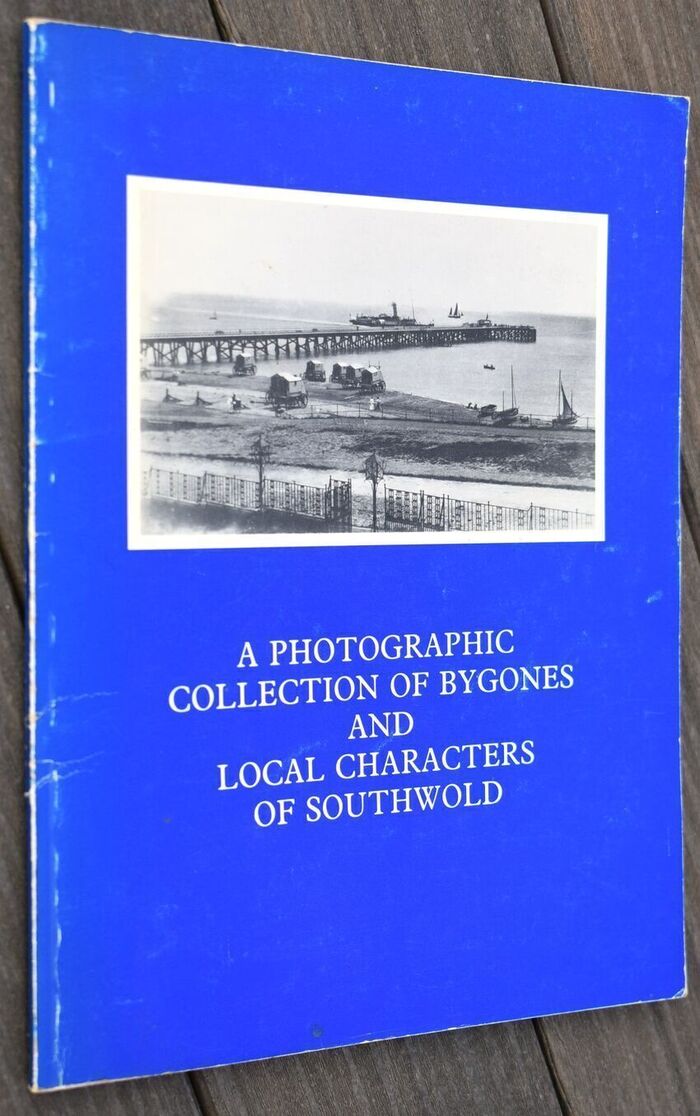 A PHOTOGRAPHIC
COLLECTION OF BYGONES
AND
LOCAL CHARACTERS
OF SOUTHWOLD